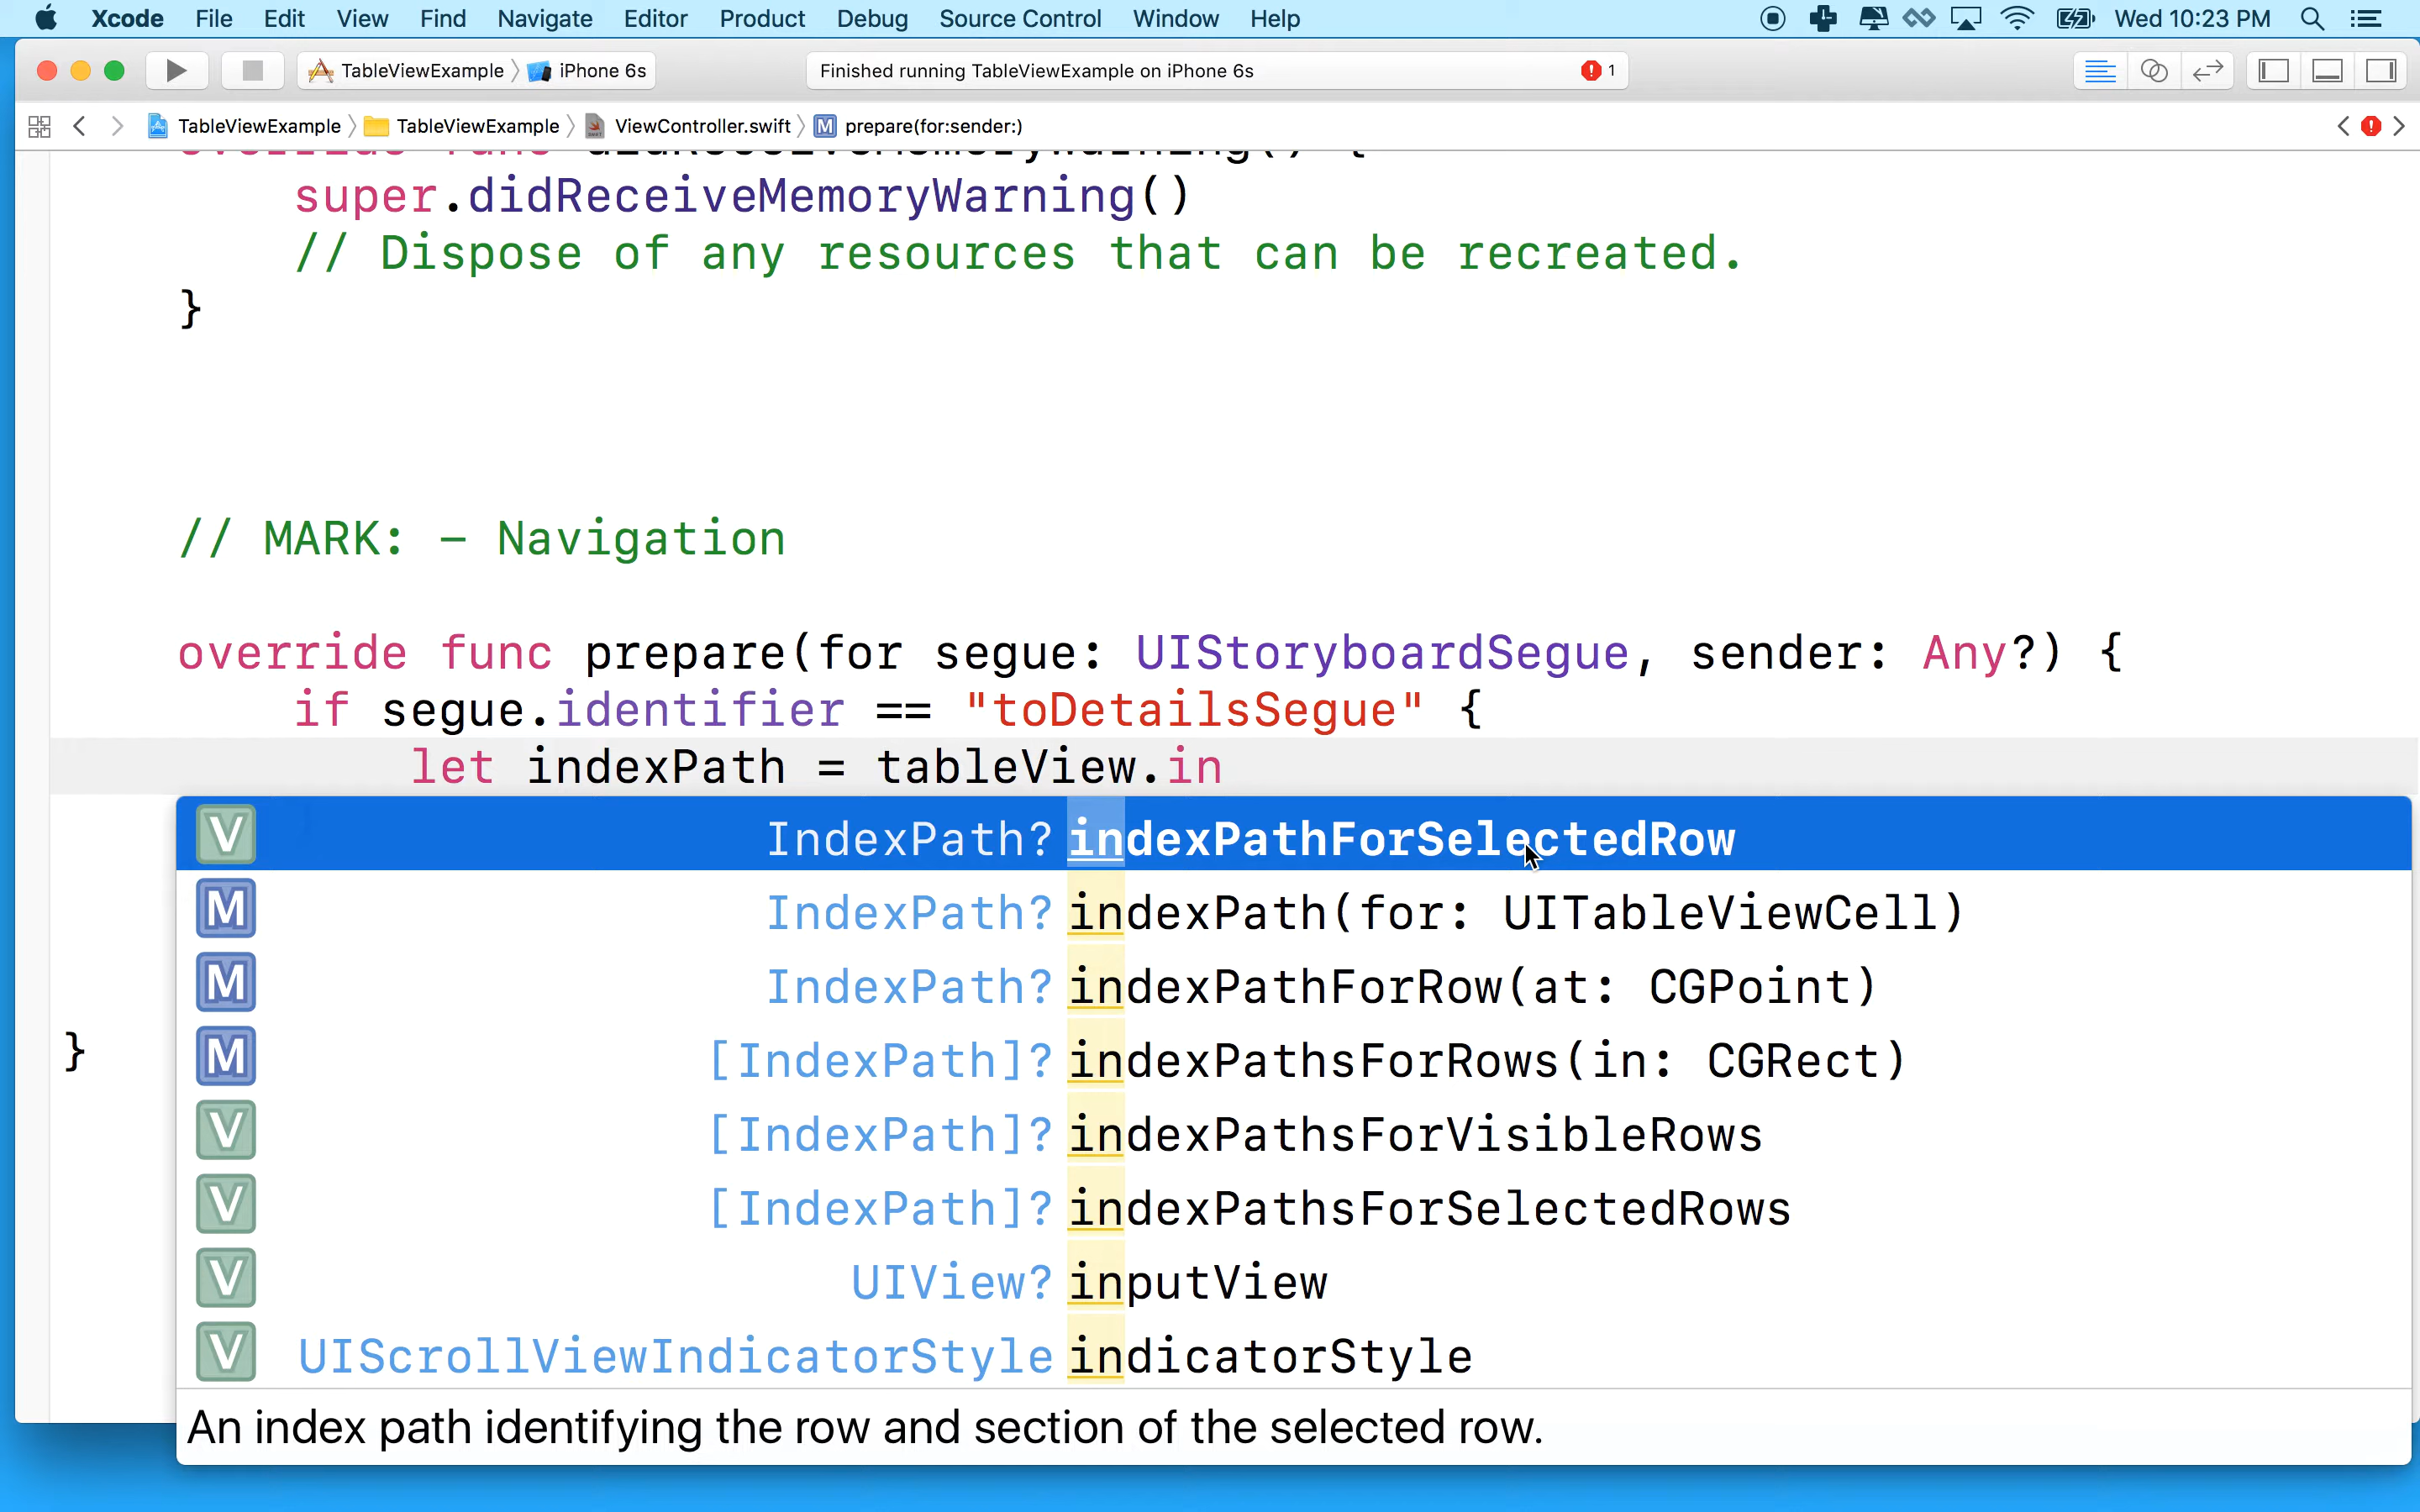 Xcode File Edit View Find Navigate Editor Product Debug Source Control Window Help Wed 10:23 PM
TableViewExample iPhone 6s Finished running TableViewExample on iPhone 6s 1
TableViewExample TableViewExample ViewController.swift M prepare(for:sender:)
override func didReceiveMemoryWarning() {
super.didReceiveMemoryWarning()
// Dispose of any resources that can be recreated.
}
// MARK: - Navigation
override func prepare(for segue: UIStoryboardSegue, sender: Any?) {
if segue.identifier == "toDetailsSegue" {
let indexPath = tableView.in
V IndexPath? indexPathForSelectedRow
M IndexPath? indexPath(for: UITableViewCell)
M IndexPath? indexPathForRow(at: CGPoint)
M [IndexPath]? indexPathsForRows(in: CGRect)
}
V [IndexPath]? indexPathsForVisibleRows
V [IndexPath]? indexPathsForSelectedRows
V UIView? inputView
V UIScrollViewIndicatorStyle indicatorStyle
An index path identifying the row and section of the selected row.